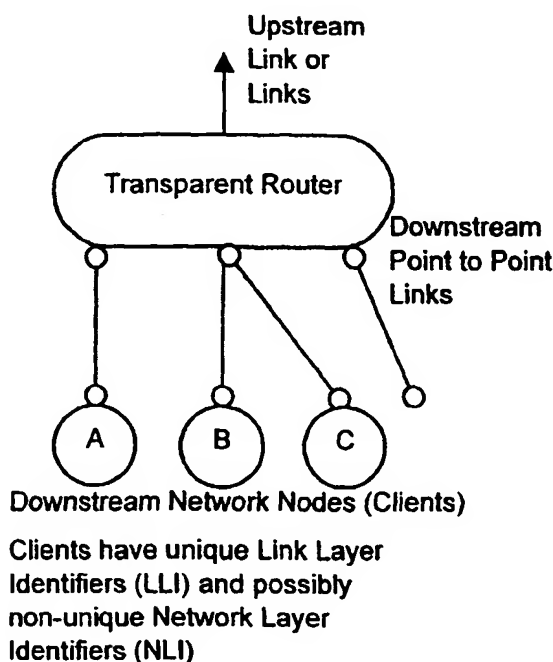 Upstream
Link or
Links
Transparent Router
Downstream
Point to Point
Links
A
B
C
Downstream Network Nodes (Clients)
Clients have unique Link Layer
Identifiers (LLI) and possibly
non-unique Network Layer
Identifiers (NLI)